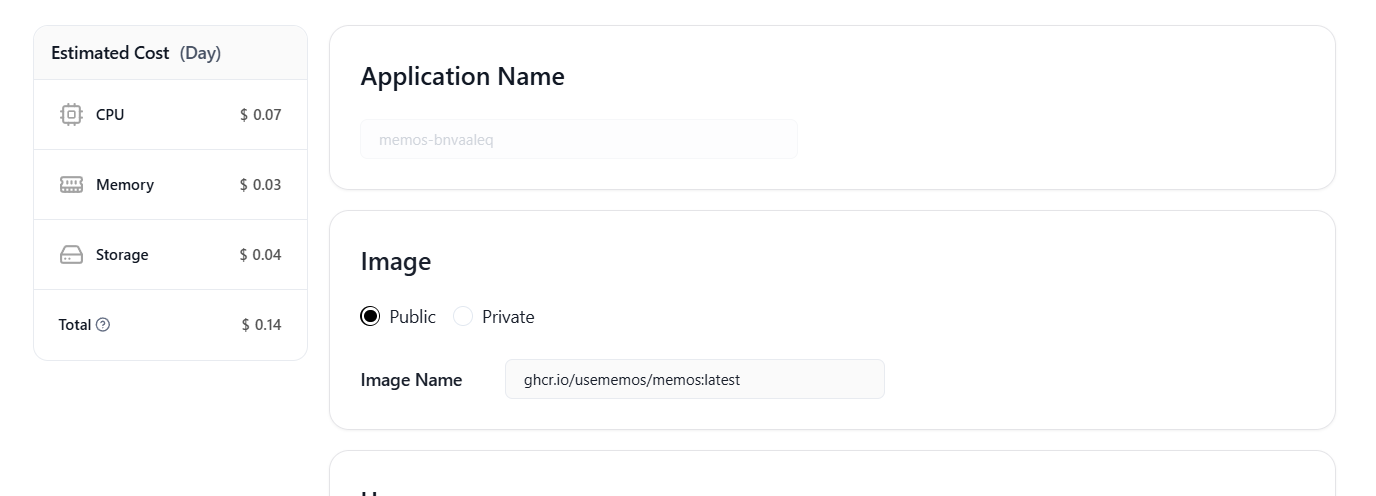 Estimated Cost (Day)
CPU $ 0.07
Memory $ 0.03
Storage $ 0.04
Total $ 0.14
Application Name
memos-bnvaaleq
Image
Public Private
Image Name ghcr.io/usememos/memos:latest